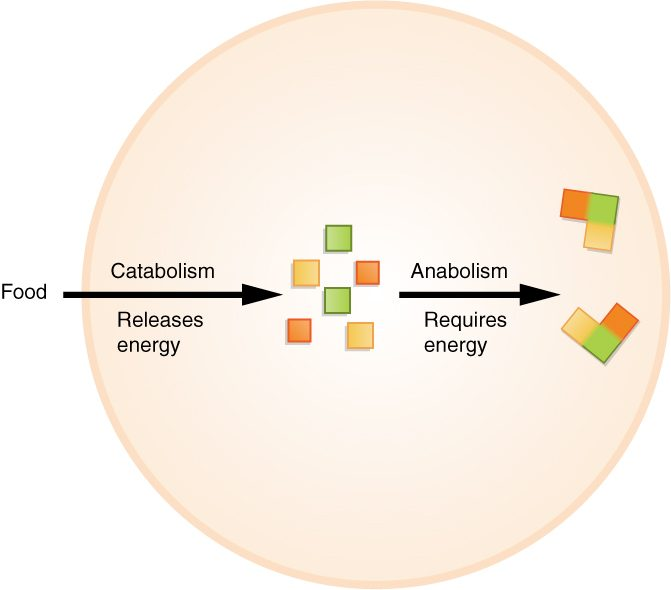 Food
Catabolism
Releases
energy
Anabolism
Requires
energy